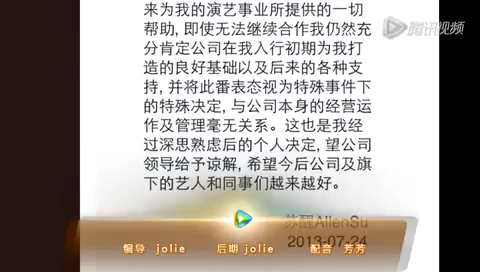 腾讯视频
来为我的演艺事业所提供的一切
帮助, 即使无法继续合作我仍然充
分肯定公司在我入行初期为我打
造的良好基础以及后来的各种支
持, 并将此番表态视为特殊事件下
的特殊决定, 与公司本身的经营运
作及管理毫无关系。这也是我经
过深思熟虑后的个人决定, 望公司
领导给予谅解, 希望今后公司及旗
下的艺人和同事们越来越好。
苏醒AllenSu
2013-07-24
编导 jolie 后期 jolie 配音 芳芳